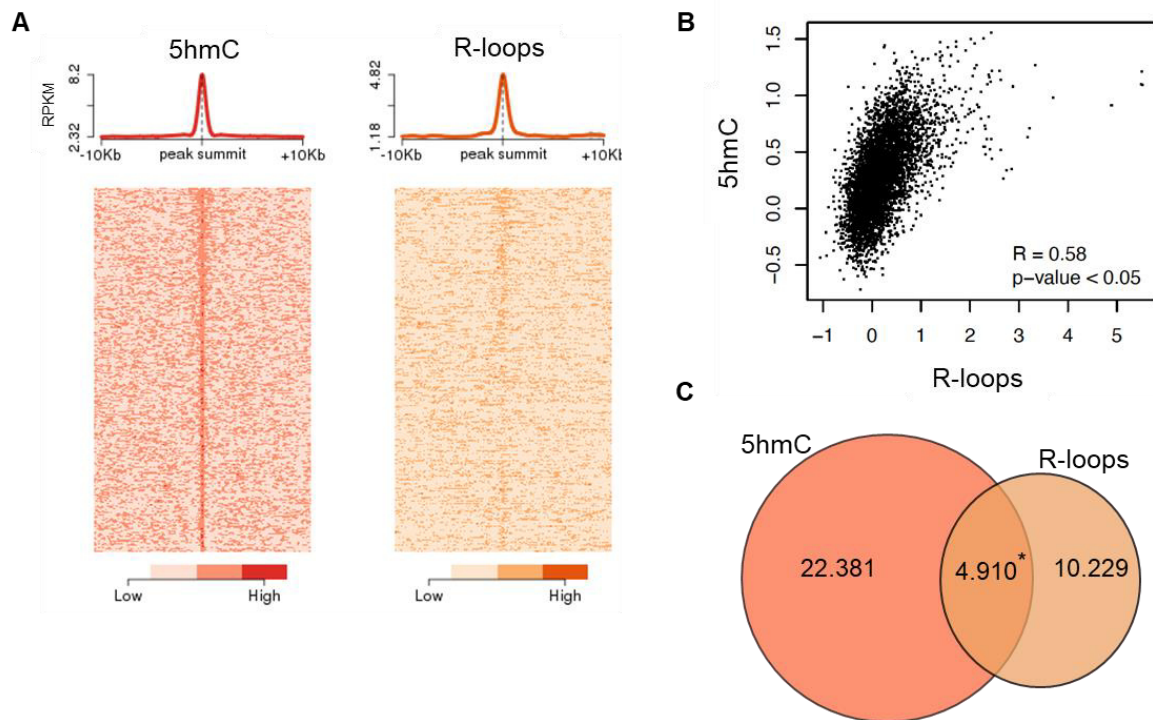 A
5hmC
R-loops
RPKM
8.2
2.32
-10Kb
peak summit
+10Kb
4.82
1.18
-10Kb
peak summit
+10Kb
Low
High
Low
High
B
5hmC
1.5
1.0
0.5
0.0
−0.5
R = 0.58
p−value < 0.05
−1 0 1 2 3 4 5
R-loops
C
5hmC
R-loops
22.381
4.910*
10.229